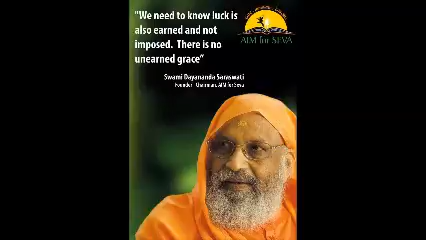 "We need to know luck is
also earned and not
imposed. There is no
unearned grace"
Swami Dayananda Saraswati
Founder Chairman, AIM for Seva
AIM for SEVA